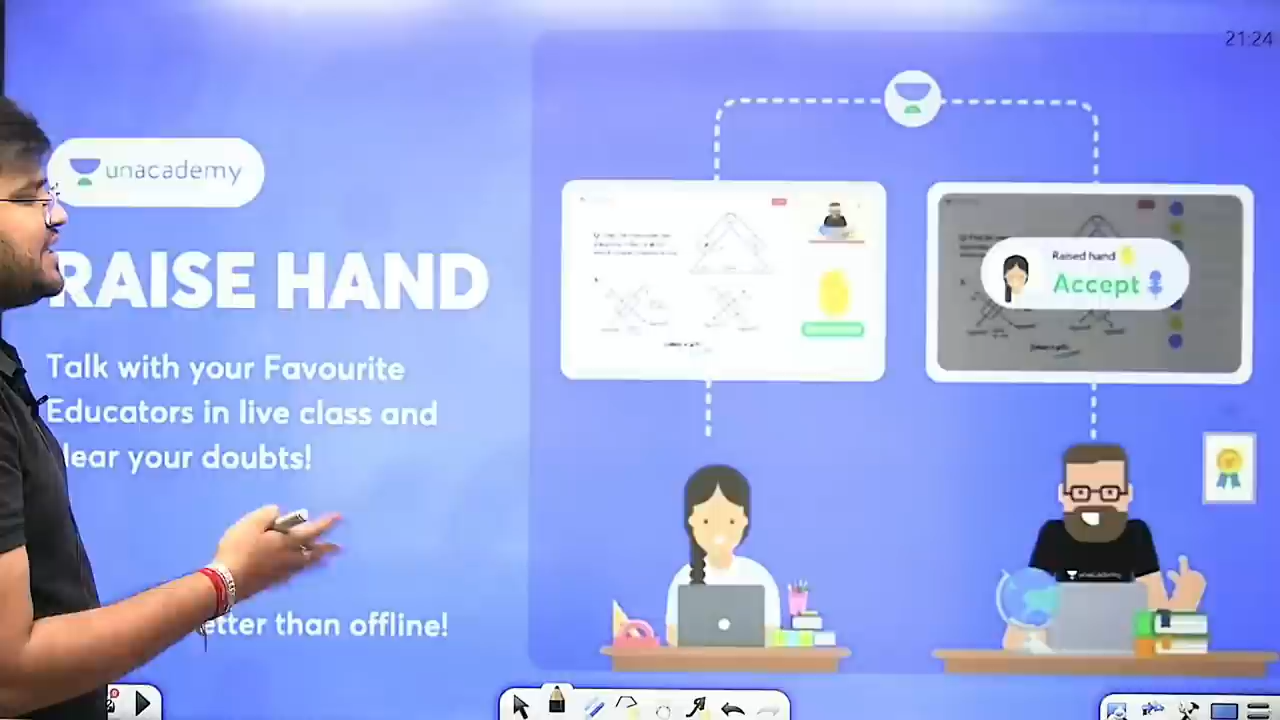 21:24
unacademy
RAISE HAND
Talk with your Favourite
Educators in live class and
lear your doubts!
etter than offline!
Raised hand
Accept
unacademy